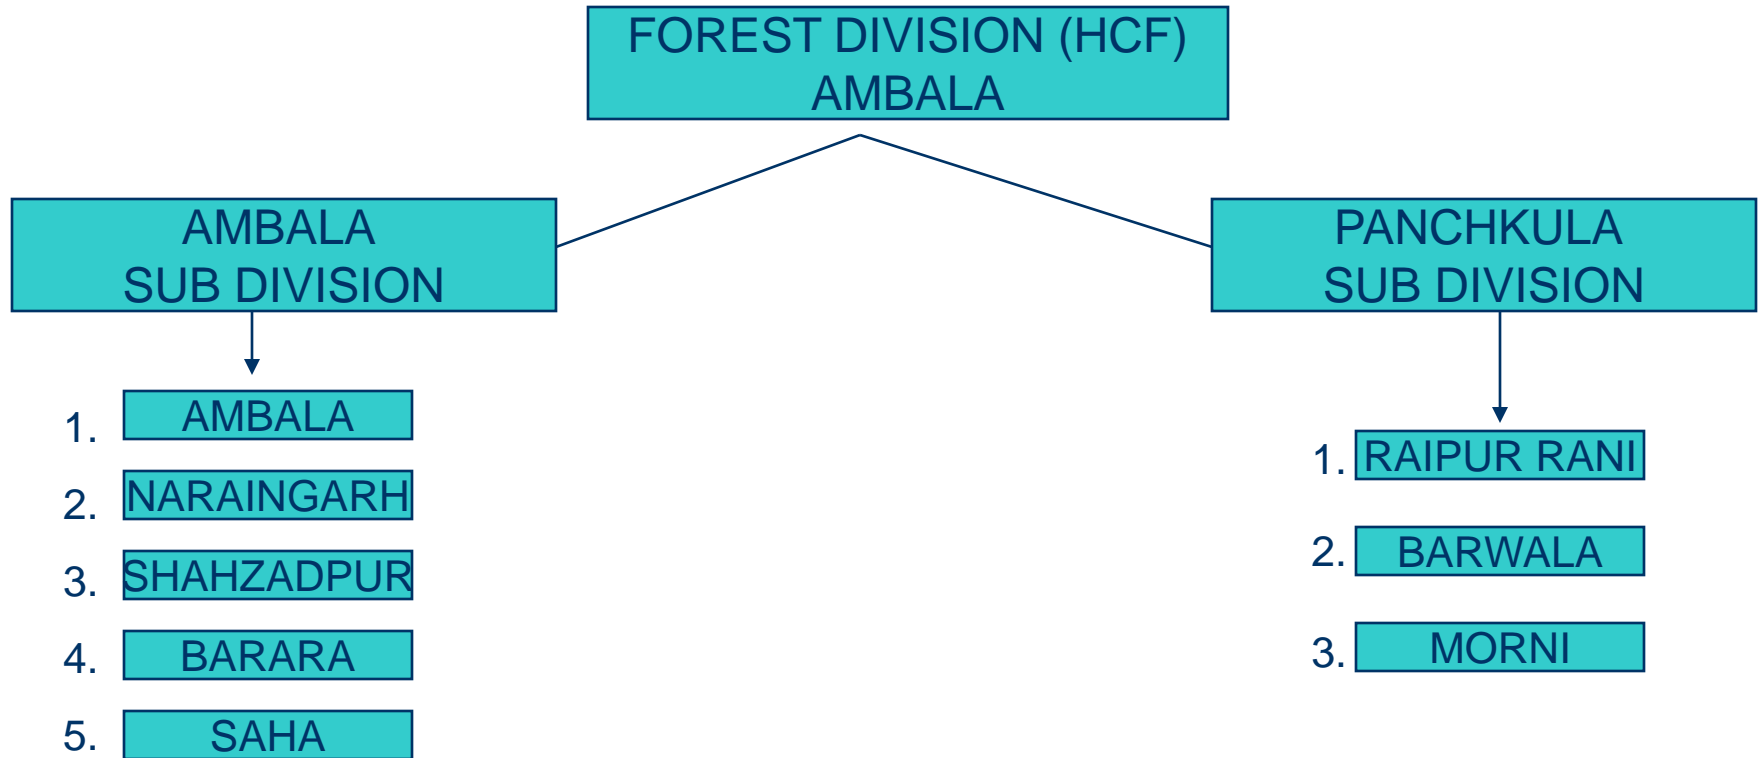 FOREST DIVISION (HCF)
AMBALA
AMBALA
SUB DIVISION
PANCHKULA
SUB DIVISION
1. AMBALA
2. NARAINGARH
3. SHAHZADPUR
4. BARARA
5. SAHA
1. RAIPUR RANI
2. BARWALA
3. MORNI